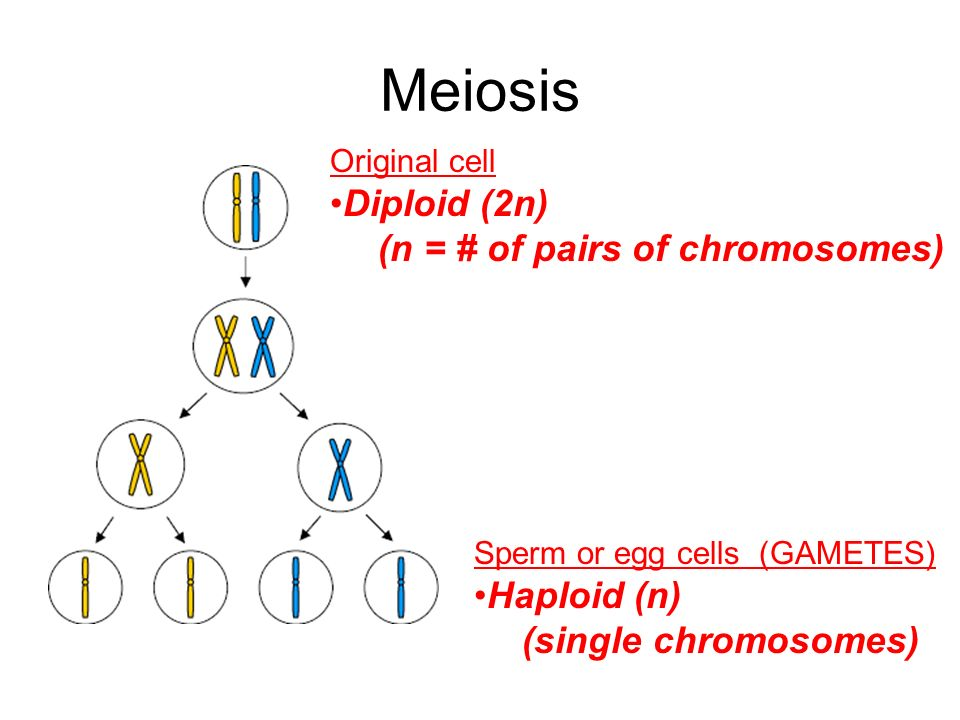 Meiosis
Original cell
•Diploid (2n)
(n = # of pairs of chromosomes)
Sperm or egg cells (GAMETES)
•Haploid (n)
(single chromosomes)